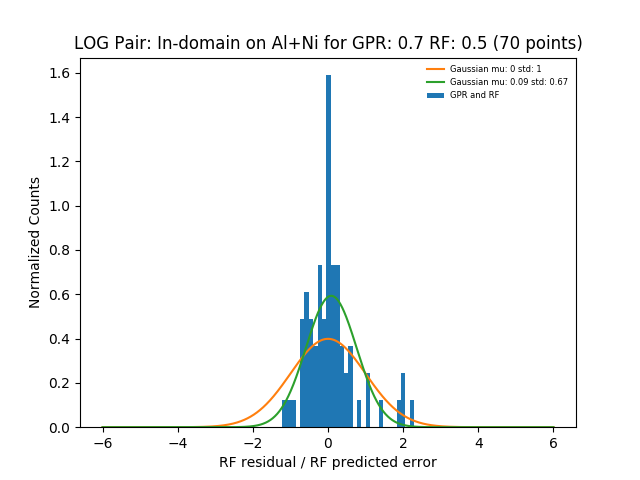 LOG Pair: In-domain on Al+Ni for GPR: 0.7 RF: 0.5 (70 points)
Gaussian mu: 0 std: 1
Gaussian mu: 0.09 std: 0.67
GPR and RF
Normalized Counts
1.6
1.4
1.2
1.0
0.8
0.6
0.4
0.2
0.0
−6 −4 −2 0 2 4 6
RF residual / RF predicted error